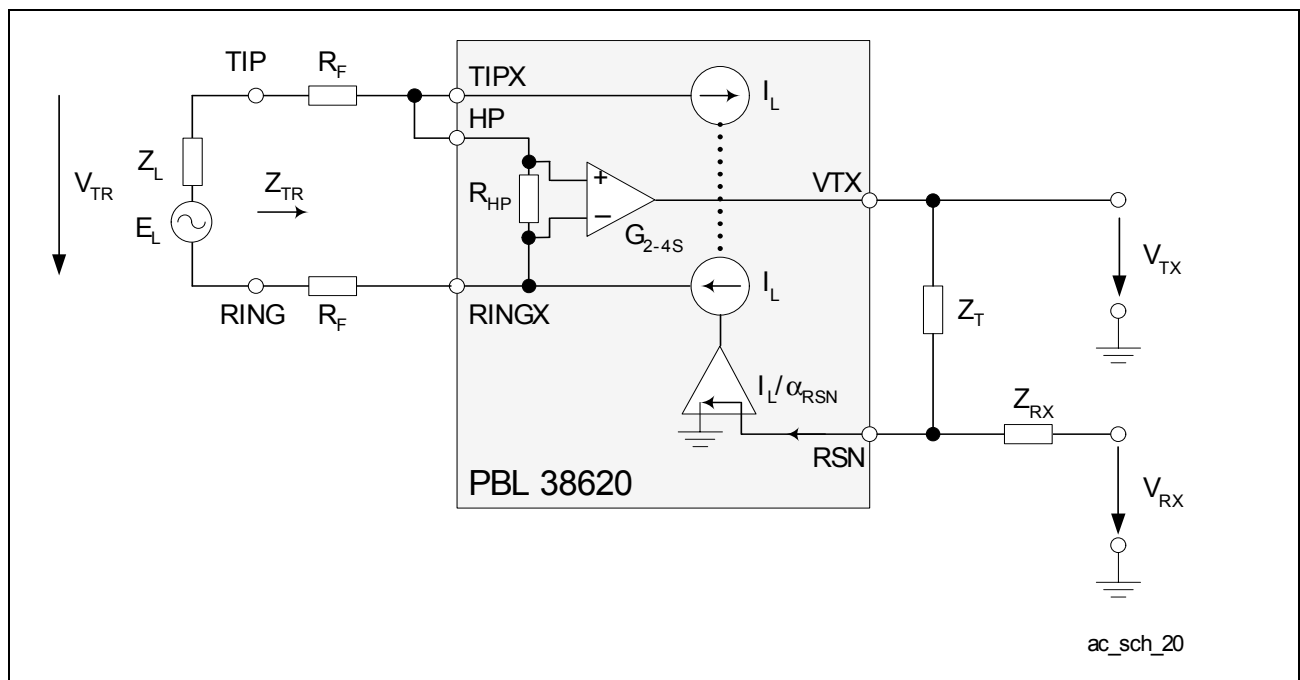 TIP
R_F
TIPX
I_L
HP
Z_L
V_TR
Z_TR
R_HP
+
−
VTX
E_L
G_2-4S
V_TX
I_L
RING
R_F
RINGX
Z_T
I_L/α_RSN
Z_RX
RSN
PBL 38620
V_RX
ac_sch_20